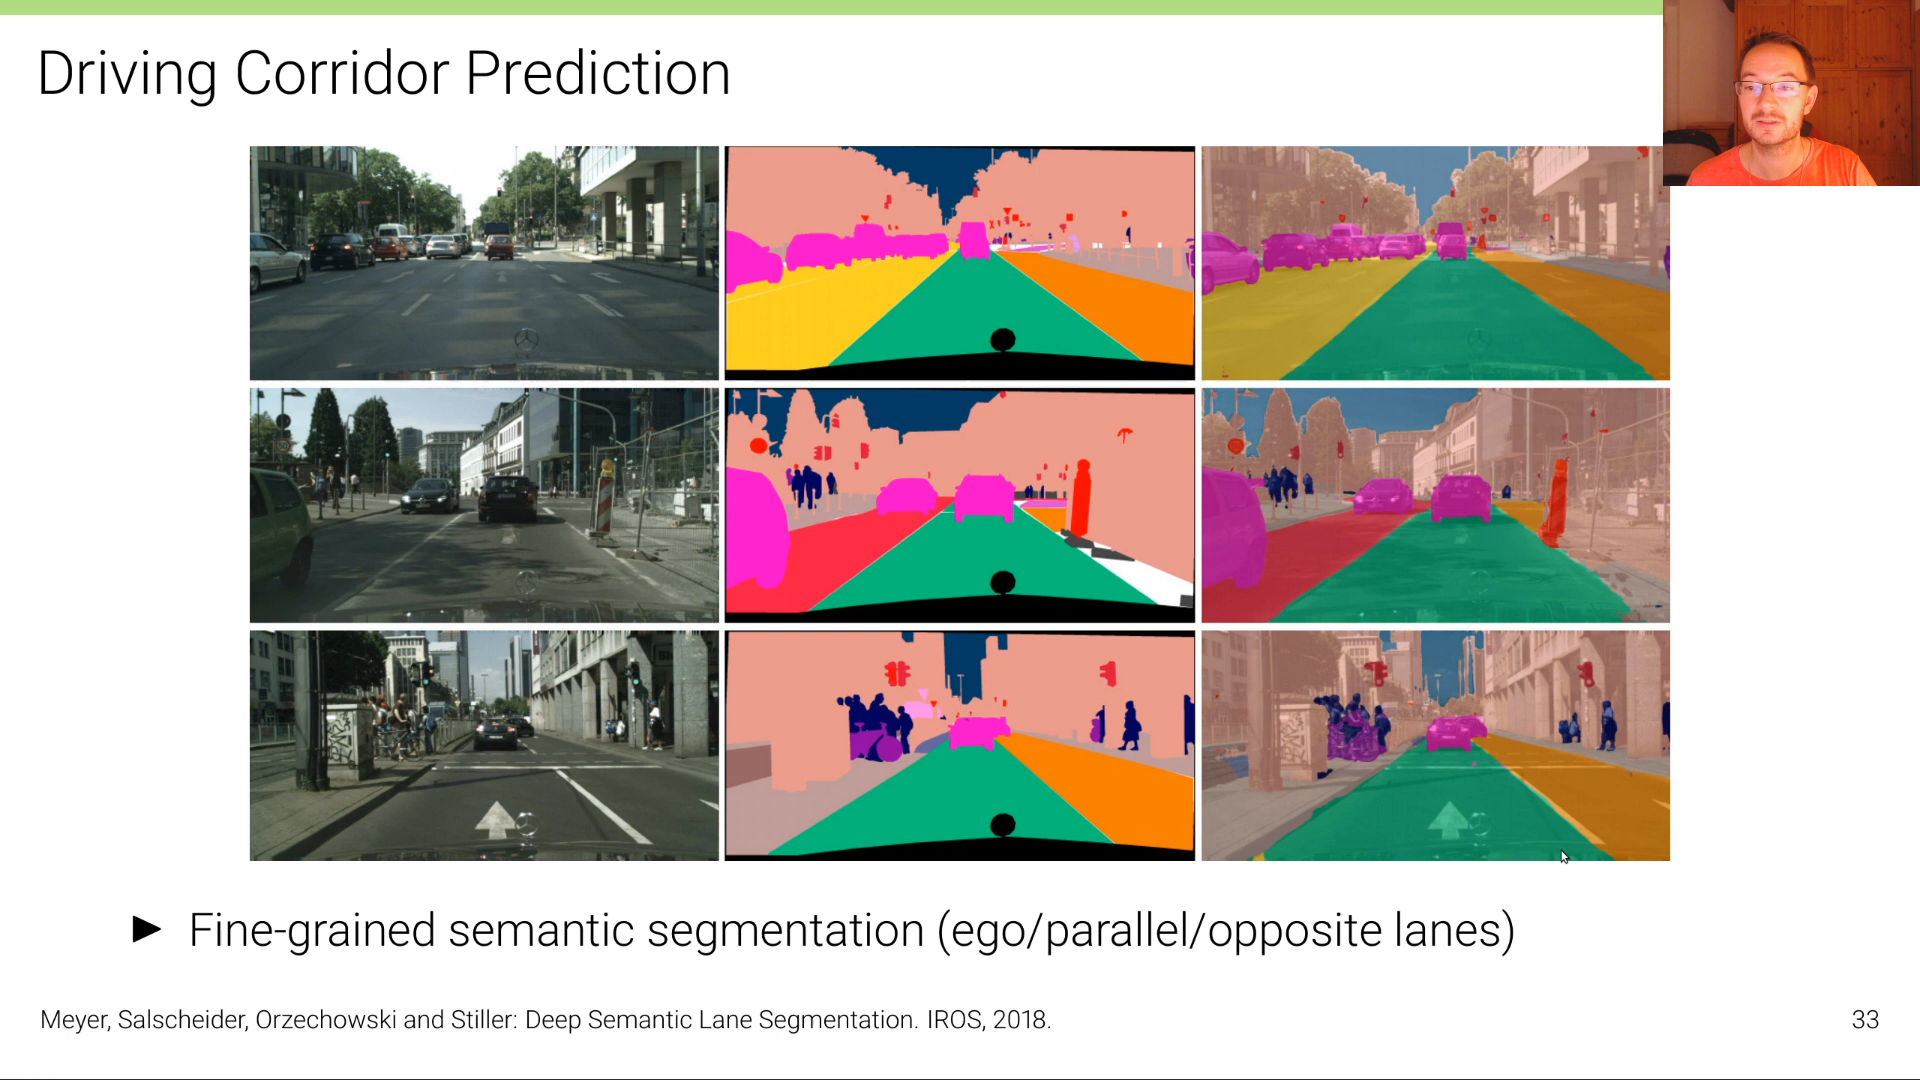 Driving Corridor Prediction
► Fine-grained semantic segmentation (ego/parallel/opposite lanes)
Meyer, Salscheider, Orzechowski and Stiller: Deep Semantic Lane Segmentation. IROS, 2018.
33